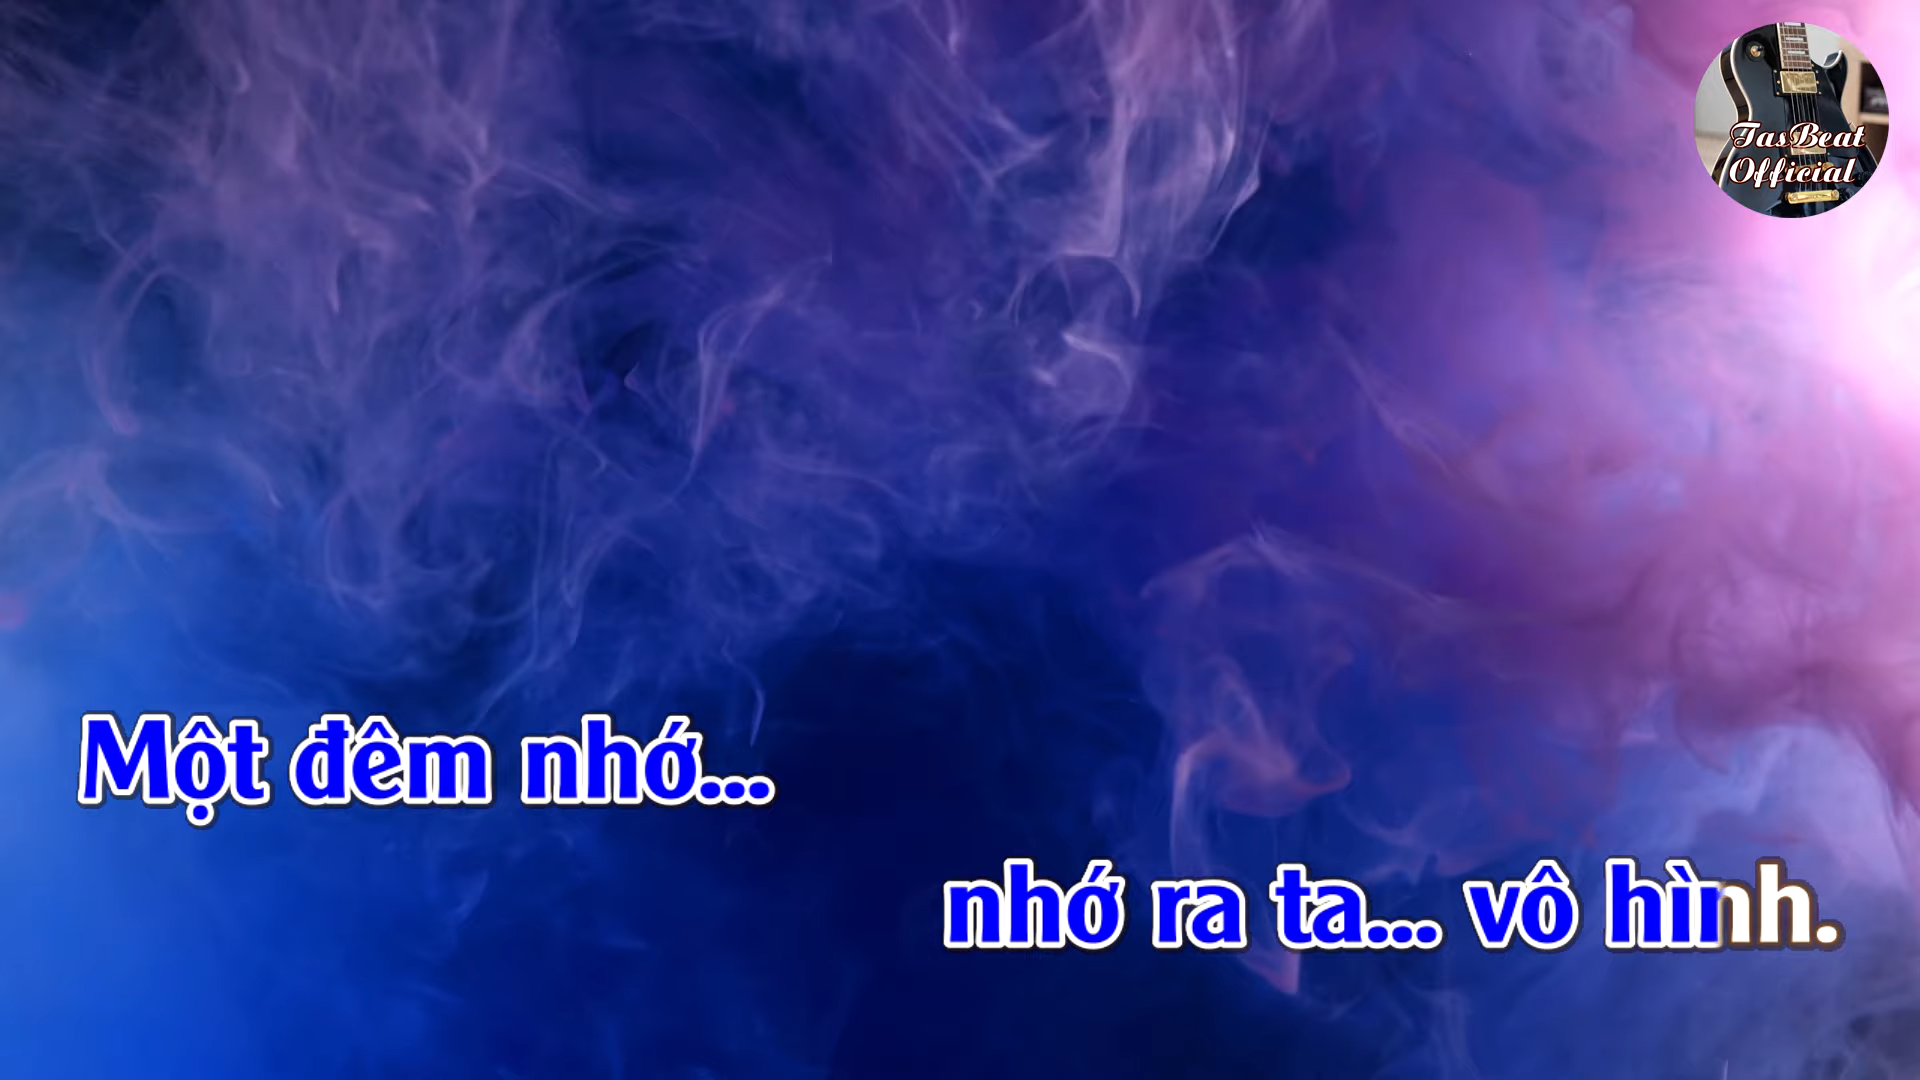 TasBeat
Official
Một đêm nhớ...
nhớ ra ta... vô hình.